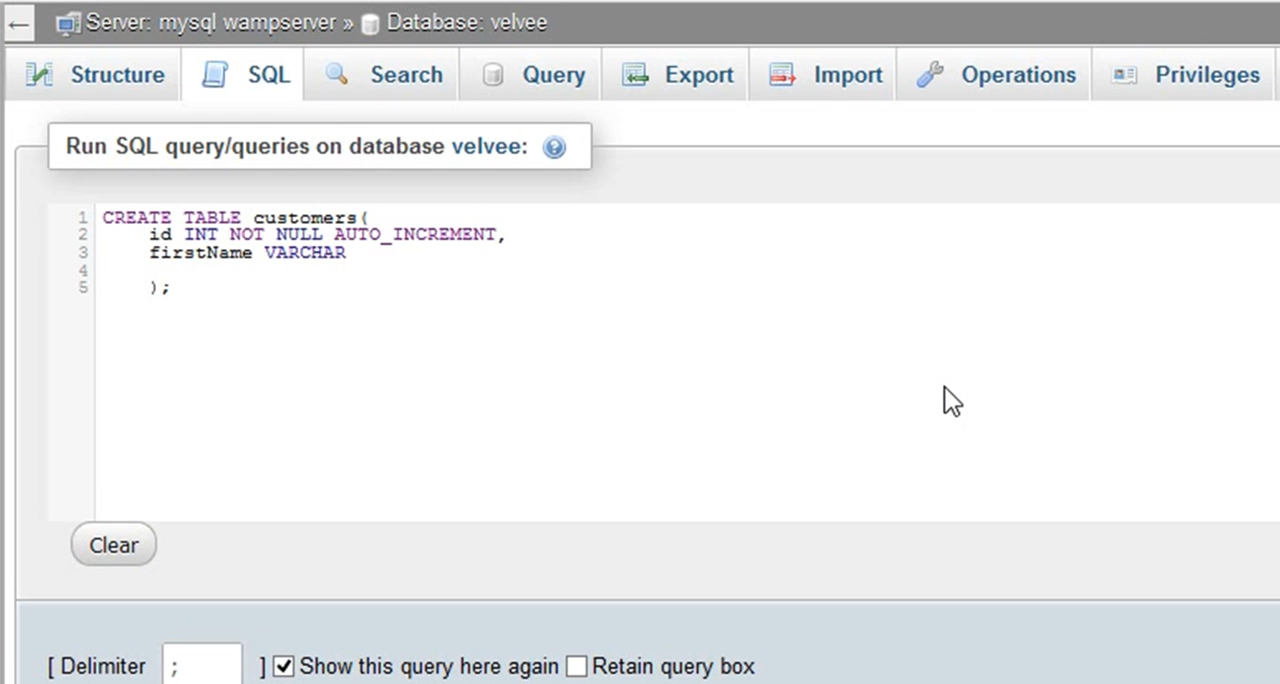 Server: mysql wampserver » Database: velvee
Structure SQL Search Query Export Import Operations Privileges
Run SQL query/queries on database velvee:
1 CREATE TABLE customers(
2 id INT NOT NULL AUTO_INCREMENT,
3 firstName VARCHAR
4
5 );
Clear
[ Delimiter ; ] Show this query here again Retain query box